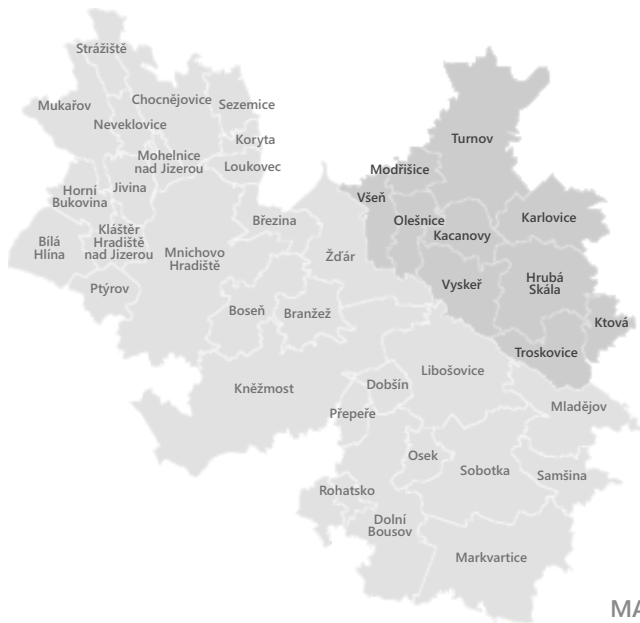 Strážiště
Mukařov
Chocnějovice
Sezemice
Neveklovice
Koryta
Mohelnice
nad Jizerou
Loukovec
Horní
Bukovina
Jivina
Bílá
Hlína
Klášter
Hradiště
nad Jizerou
Mnichovo
Hradiště
Ptýrov
Březina
Žďár
Boseň
Branžež
Kněžmost
Turnov
Modřišice
Všeň
Olešnice
Kacanovy
Karlovice
Vyskeř
Hrubá
Skála
Ktová
Troskovice
Libošovice
Dobšín
Přepeře
Mladějov
Osek
Sobotka
Samšina
Rohatsko
Dolní
Bousov
Markvartice
MA